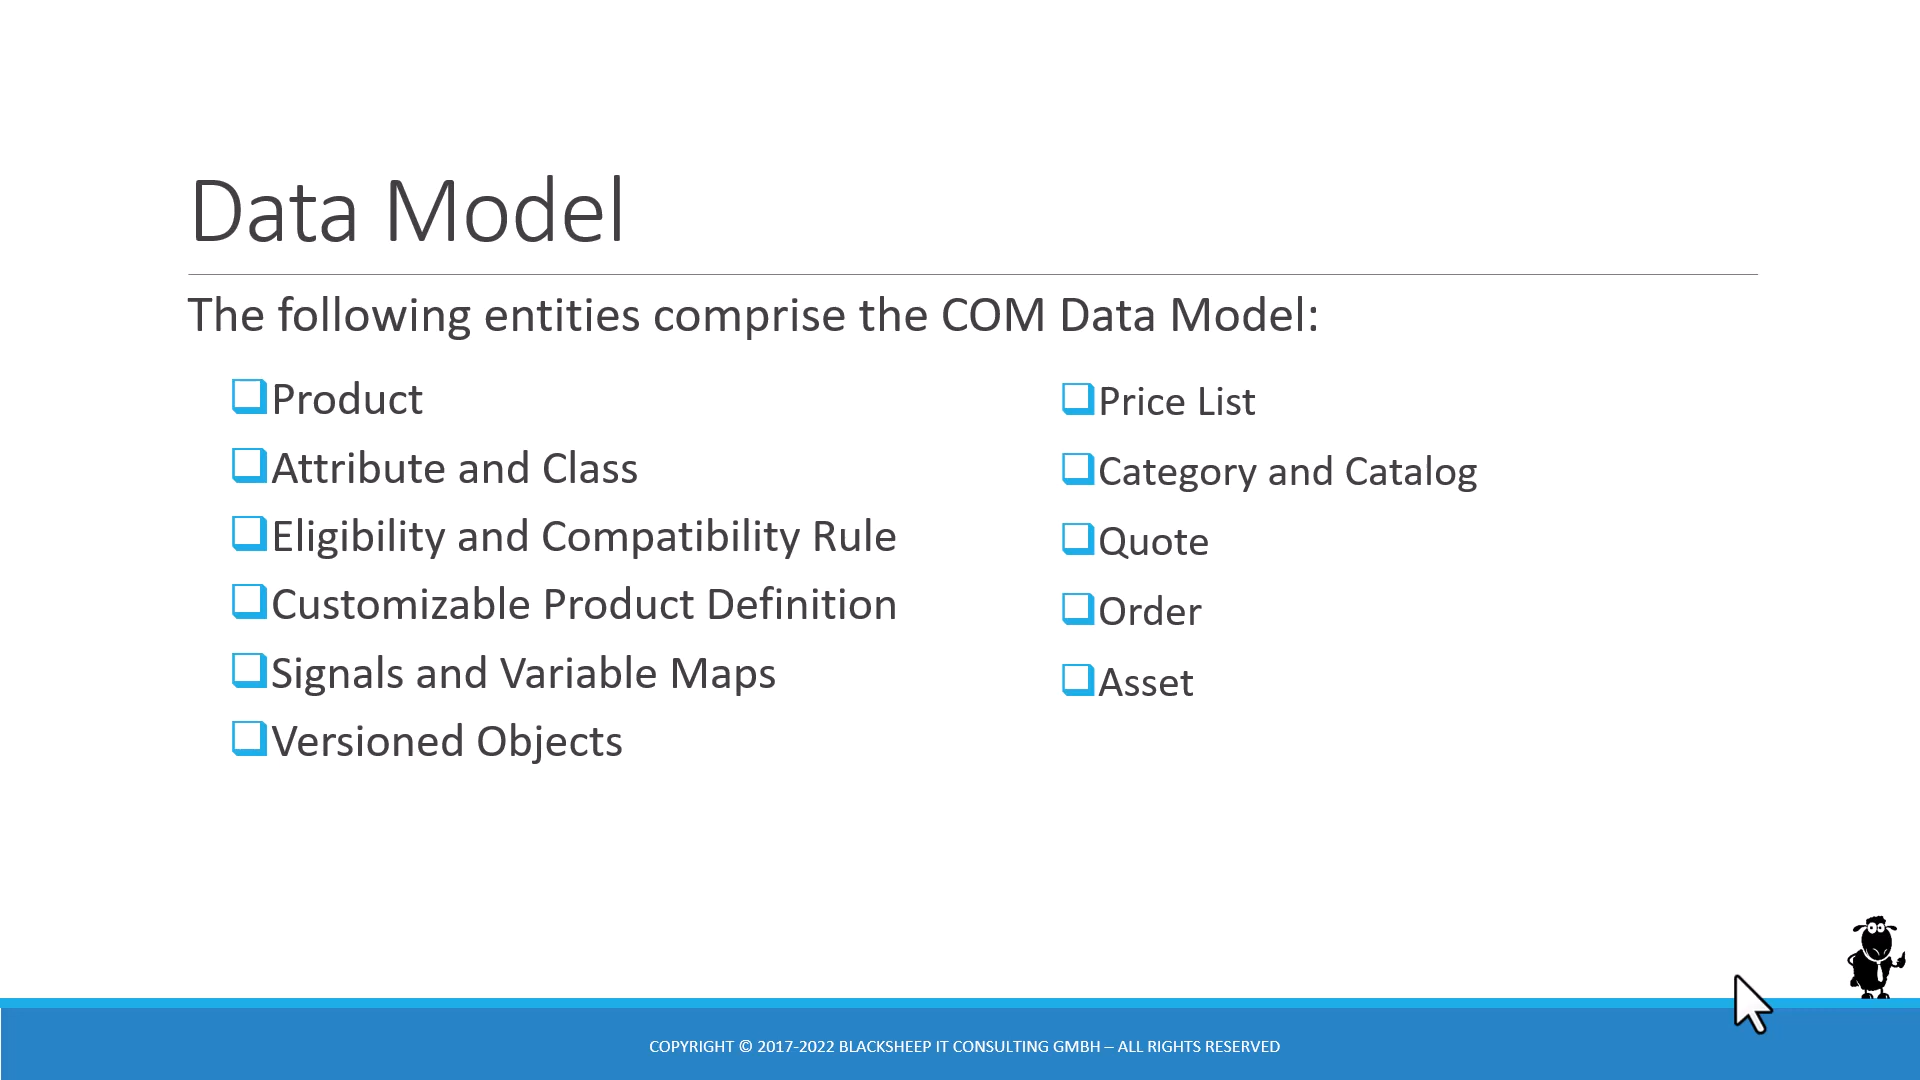 Data Model
The following entities comprise the COM Data Model:
Product
Attribute and Class
Eligibility and Compatibility Rule
Customizable Product Definition
Signals and Variable Maps
Versioned Objects
Price List
Category and Catalog
Quote
Order
Asset
COPYRIGHT © 2017-2022 BLACKSHEEP IT CONSULTING GMBH – ALL RIGHTS RESERVED